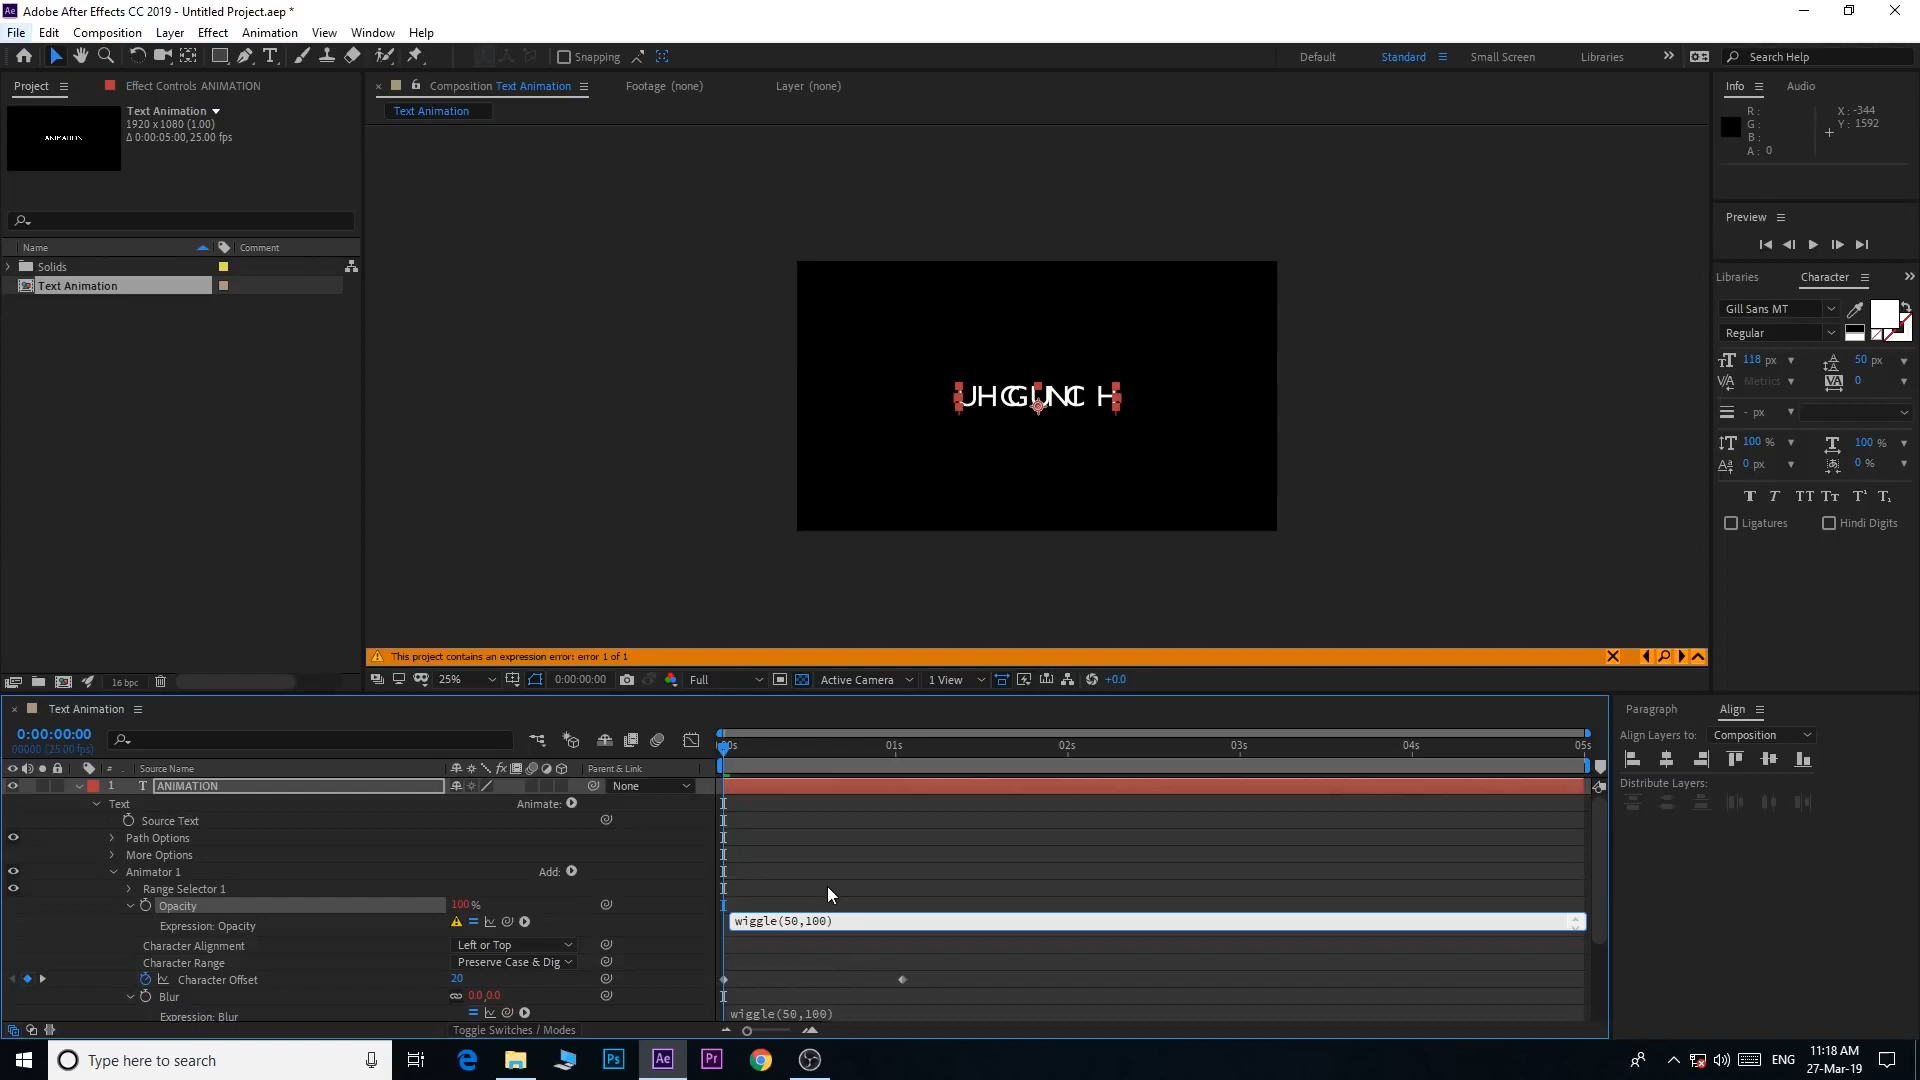 Adobe After Effects CC 2019 - Untitled Project.aep *
File Edit Composition Layer Effect Animation View Window Help
Snapping
Default Standard Small Screen Libraries
Search Help
Project Effect Controls ANIMATION
Composition Text Animation Footage (none) Layer (none)
Info Audio
Text Animation
1920 x 1080 (1.00)
Δ 0:00:05:00, 25.00 fps
Text Animation
R :
G :
B :
A : 0
X : -344
Y : 1592
ANIMATION
Preview
Name Comment
Solids
Text Animation
Libraries Character
Gill Sans MT
Regular
118 px 50 px
Metrics 0
- px
100 % 100 %
0 px 0 %
Ligatures Hindi Digits
This project contains an expression error: error 1 of 1
16 bpc
25% 0:00:00:00 Full Active Camera 1 View +0.0
Text Animation
Paragraph Align
0:00:00:00
00000 (25.00 fps)
Align Layers to: Composition
:00s 01s 02s 03s 04s 05s
# Source Name Parent & Link
1 T ANIMATION None
Distribute Layers:
Text Animate:
Source Text
Path Options
More Options
Animator 1 Add:
Range Selector 1
Opacity 100 %
Expression: Opacity wiggle(50,100)
Character Alignment Left or Top
Character Range Preserve Case & Dig
Character Offset 20
Blur 0.0,0.0
Expression: Blur wiggle(50,100)
Toggle Switches / Modes
Type here to search
ENG
11:18 AM
27-Mar-19